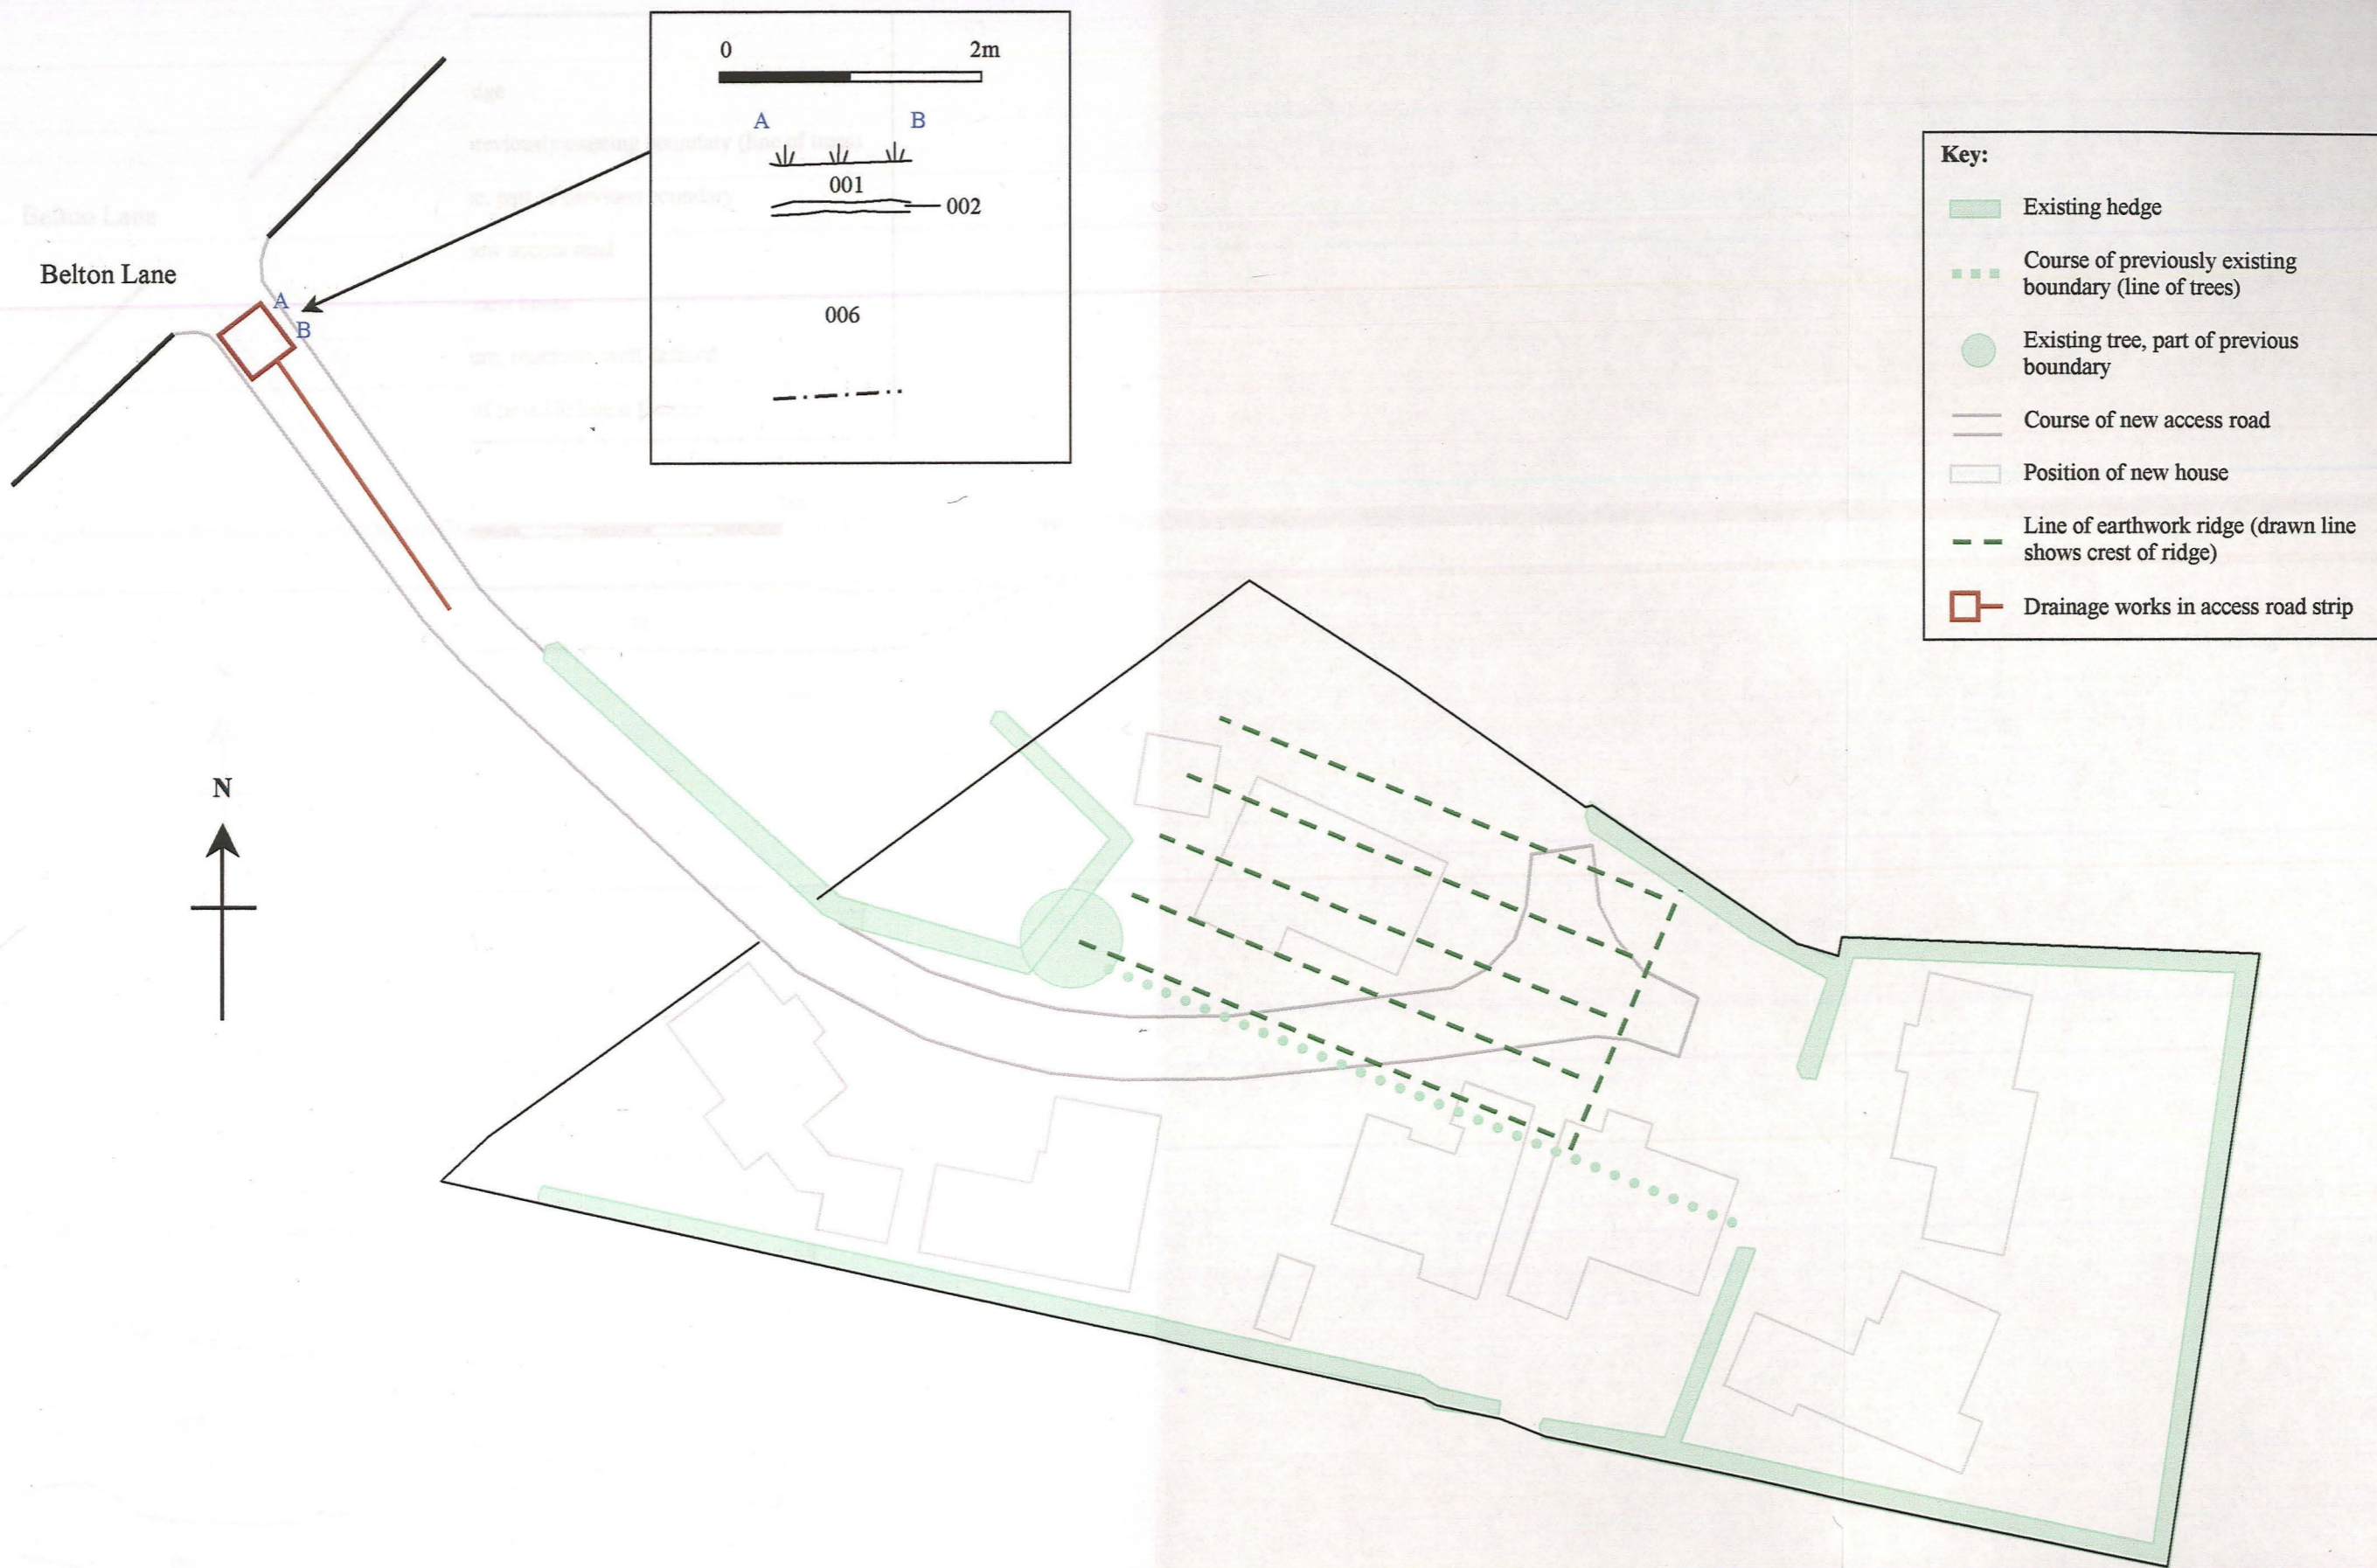 0 2m
A B
001
002
006
Belton Lane
Belton Lane
A
B
N
Key:
Existing hedge
Course of previously existing
boundary (line of trees)
Existing tree, part of previous
boundary
Course of new access road
Position of new house
Line of earthwork ridge (drawn line
shows crest of ridge)
Drainage works in access road strip